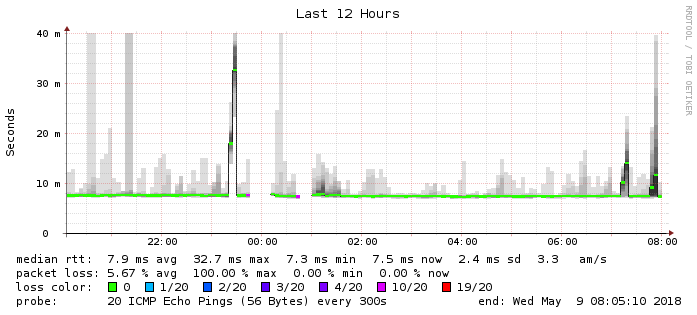 Last 12 Hours
RRDTOOL / TOBI OETIKER
Seconds
40 m
30 m
20 m
10 m
0
22:00 00:00 02:00 04:00 06:00 08:00
median rtt: 7.9 ms avg 32.7 ms max 7.3 ms min 7.5 ms now 2.4 ms sd 3.3 am/s
packet loss: 5.67 % avg 100.00 % max 0.00 % min 0.00 % now
loss color: 0 1/20 2/20 3/20 4/20 10/20 19/20
probe: 20 ICMP Echo Pings (56 Bytes) every 300s end: Wed May 9 08:05:10 2018